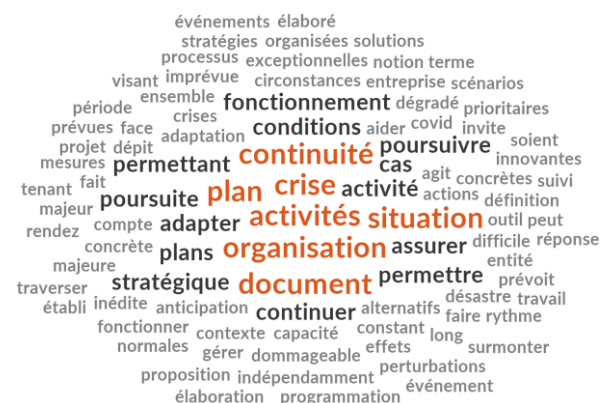 événements élaboré
stratégies organisées solutions
processus exceptionnelles notion terme
visant imprévue circonstances entreprise scénarios
ensemble fonctionnement dégradé prioritaires
période crises
prévues face adaptation conditions aider covid invite
projet dépit continuité poursuivre soient
mesures permettant cas innovantes
tenant fait plan crise activité agit concrètes suivi
majeur poursuite actions définition
rendez compte adapter activités situation outil peut
concrète plans organisation assurer difficile réponse
majeure entité
traverser stratégique document permettre prévoit
établi inédite anticipation continuer alternatifs désastre travail
faire rythme
fonctionner contexte capacité constant long
normales gérer dommageable effets surmonter
proposition indépendamment perturbations
élaboration programmation événement